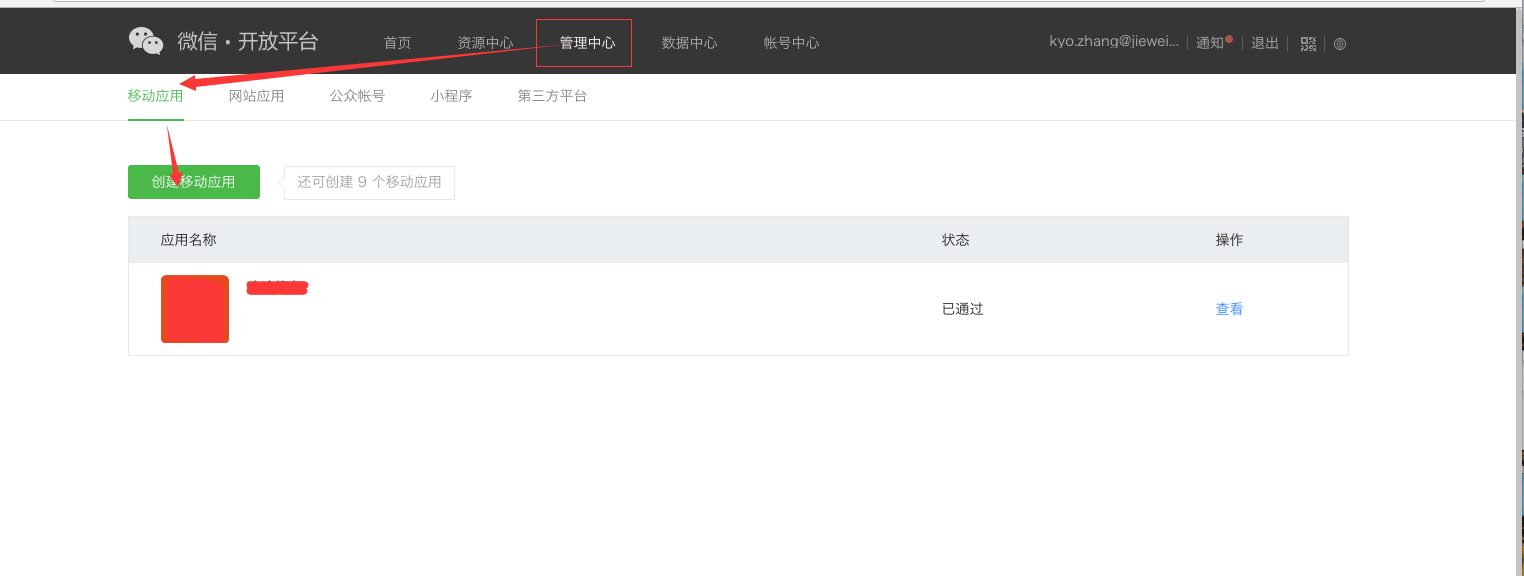 微信·开放平台 首页 资源中心 管理中心 数据中心 帐号中心 kyo.zhang@jiewei... 通知 退出
移动应用 网站应用 公众帐号 小程序 第三方平台
创建移动应用 还可创建 9 个移动应用
应用名称 状态 操作
已通过 查看